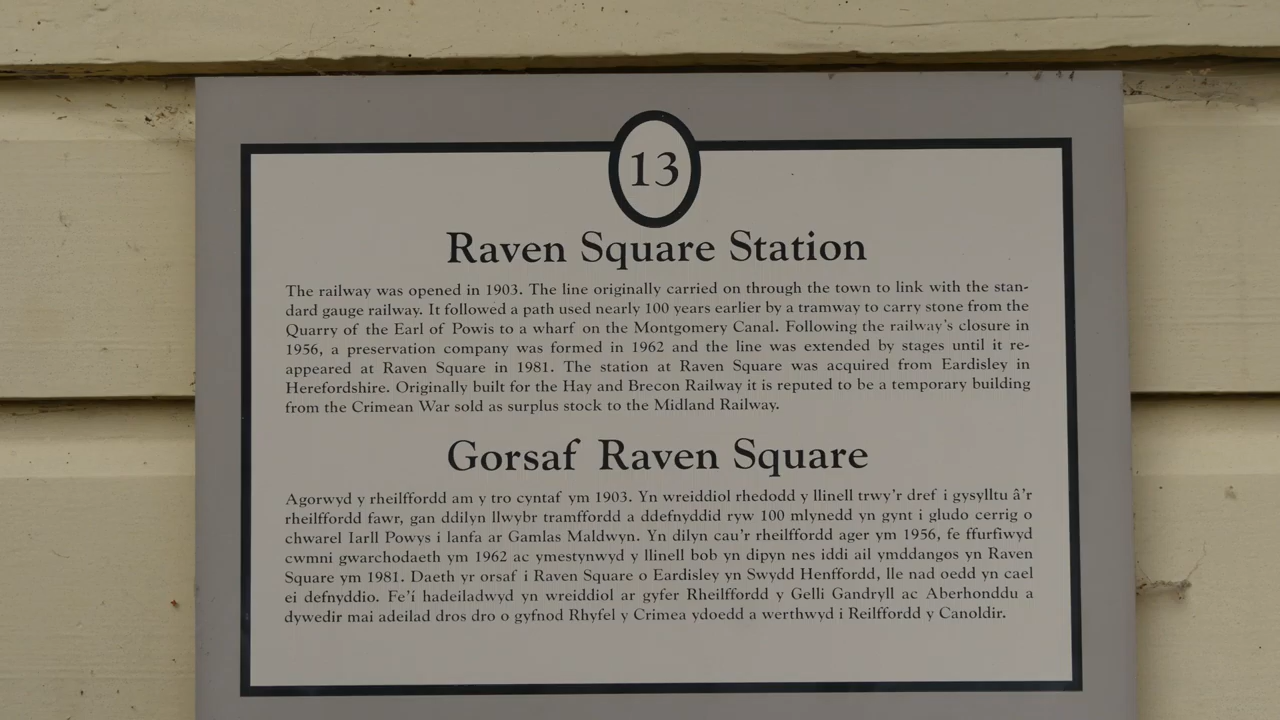 13
Raven Square Station
The railway was opened in 1903. The line originally carried on through the town to link with the stan-
dard gauge railway. It followed a path used nearly 100 years earlier by a tramway to carry stone from the
Quarry of the Earl of Powis to a wharf on the Montgomery Canal. Following the railway's closure in
1956, a preservation company was formed in 1962 and the line was extended by stages until it re-
appeared at Raven Square in 1981. The station at Raven Square was acquired from Eardisley in
Herefordshire. Originally built for the Hay and Brecon Railway it is reputed to be a temporary building
from the Crimean War sold as surplus stock to the Midland Railway.
Gorsaf Raven Square
Agorwyd y rheilffordd am y tro cyntaf ym 1903. Yn wreiddiol rhedodd y llinell trwy'r dref i gysylltu â'r
rheilffordd fawr, gan ddilyn llwybr tramffordd a ddefnyddid ryw 100 mlynedd yn gynt i gludo cerrig o
chwarel Iarll Powys i lanfa ar Gamlas Maldwyn. Yn dilyn cau'r rheilffordd ager ym 1956, fe ffurfiwyd
cwmni gwarchodaeth ym 1962 ac ymestynwyd y llinell bob yn dipyn nes iddi ail ymddangos yn Raven
Square ym 1981. Daeth yr orsaf i Raven Square o Eardisley yn Swydd Henffordd, lle nad oedd yn cael
ei defnyddio. Fe'i hadeiladwyd yn wreiddiol ar gyfer Rheilffordd y Gelli Gandryll ac Aberhonddu a
dywedir mai adeilad dros dro o gyfnod Rhyfel y Crimea ydoedd a werthwyd i Reilffordd y Canoldir.